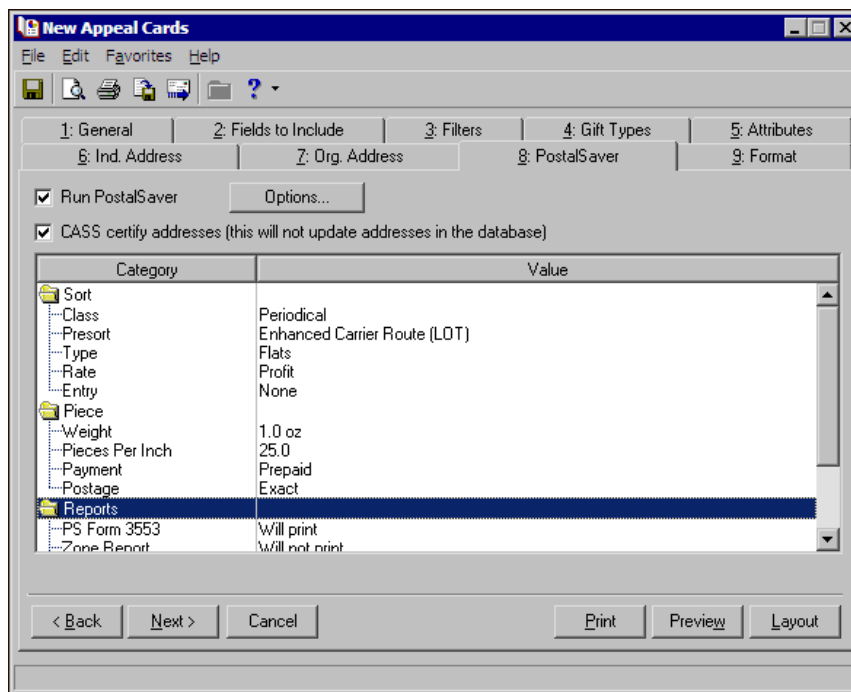 New Appeal Cards
File Edit Favorites Help
1: General 2: Fields to Include 3: Filters 4: Gift Types 5: Attributes
6: Ind. Address 7: Org. Address 8: PostalSaver 9: Format
Run PostalSaver Options...
CASS certify addresses (this will not update addresses in the database)
Category Value
Sort
Class Periodical
Presort Enhanced Carrier Route (LOT)
Type Flats
Rate Profit
Entry None
Piece
Weight 1.0 oz
Pieces Per Inch 25.0
Payment Prepaid
Postage Exact
Reports
PS Form 3553 Will print
Zone Report Will not print
< Back Next > Cancel Print Preview Layout